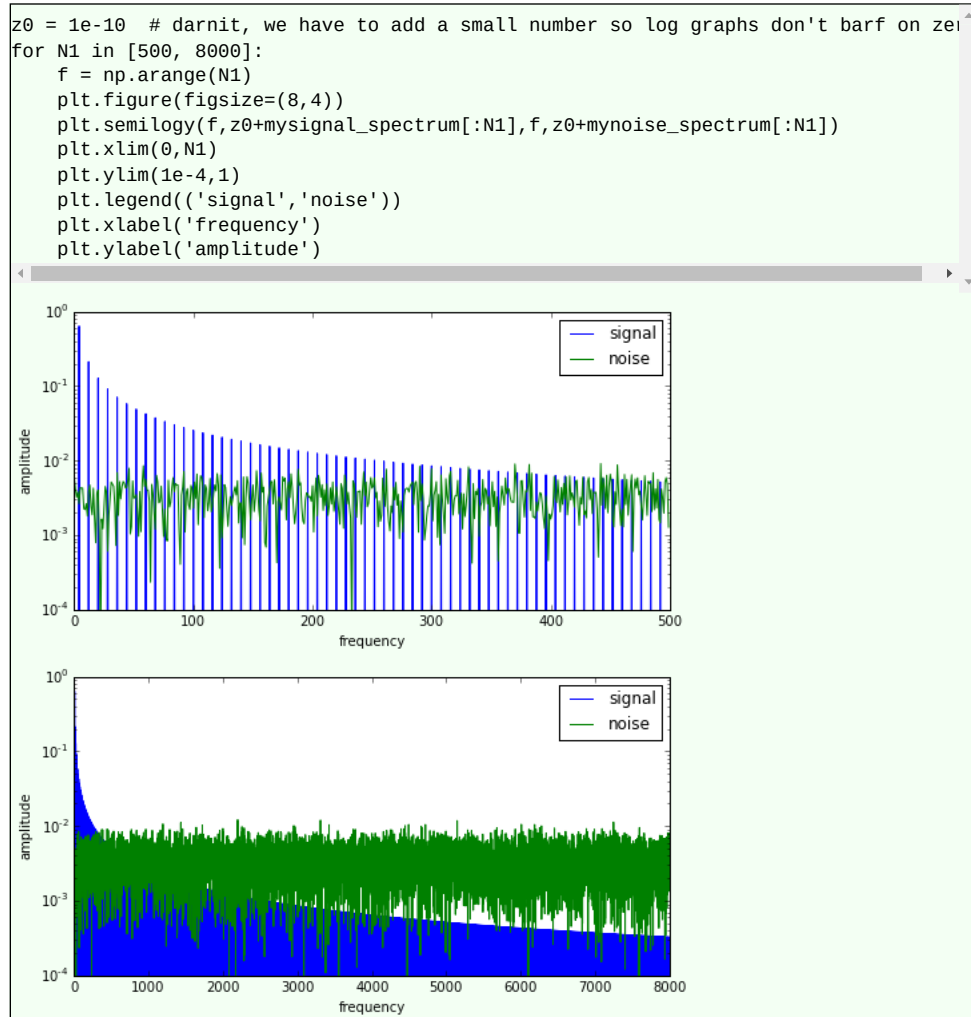 z0 = 1e-10  # darnit, we have to add a small number so log graphs don't barf on
for N1 in [500, 8000]:
    f = np.arange(N1)
    plt.figure(figsize=(8,4))
    plt.semilogy(f,z0+mysignal_spectrum[:N1],f,z0+mynoise_spectrum[:N1])
    plt.xlim(0,N1)
    plt.ylim(1e-4,1)
    plt.legend(('signal','noise'))
    plt.xlabel('frequency')
    plt.ylabel('amplitude')
signal
noise
10^0
10^-1
10^-2
10^-3
10^-4
amplitude
0 100 200 300 400 500
frequency
signal
noise
10^0
10^-1
10^-2
10^-3
10^-4
amplitude
0 1000 2000 3000 4000 5000 6000 7000 8000
frequency